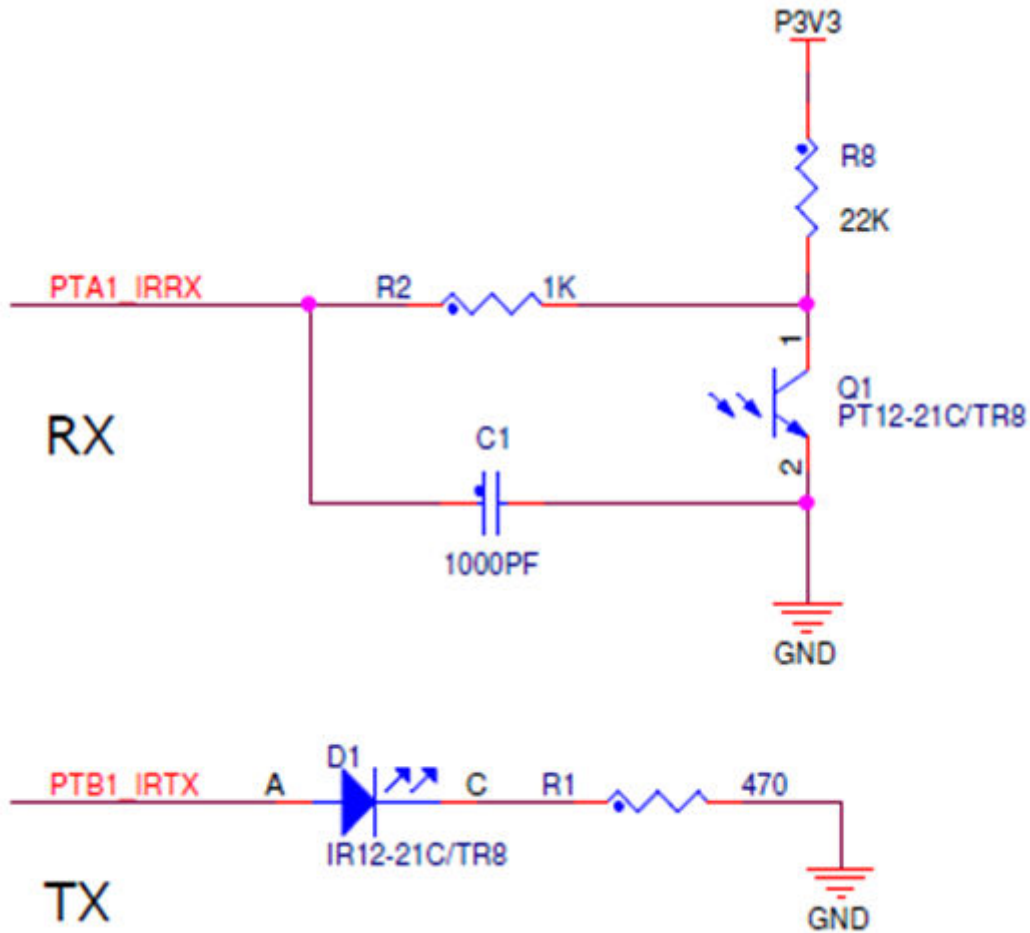 P3V3
R8
22K
PTA1_IRRX
R2
1K
1
Q1
PT12-21C/TR8
RX
C1
2
1000PF
GND
D1
PTB1_IRTX
A
C
R1
470
IR12-21C/TR8
TX
GND